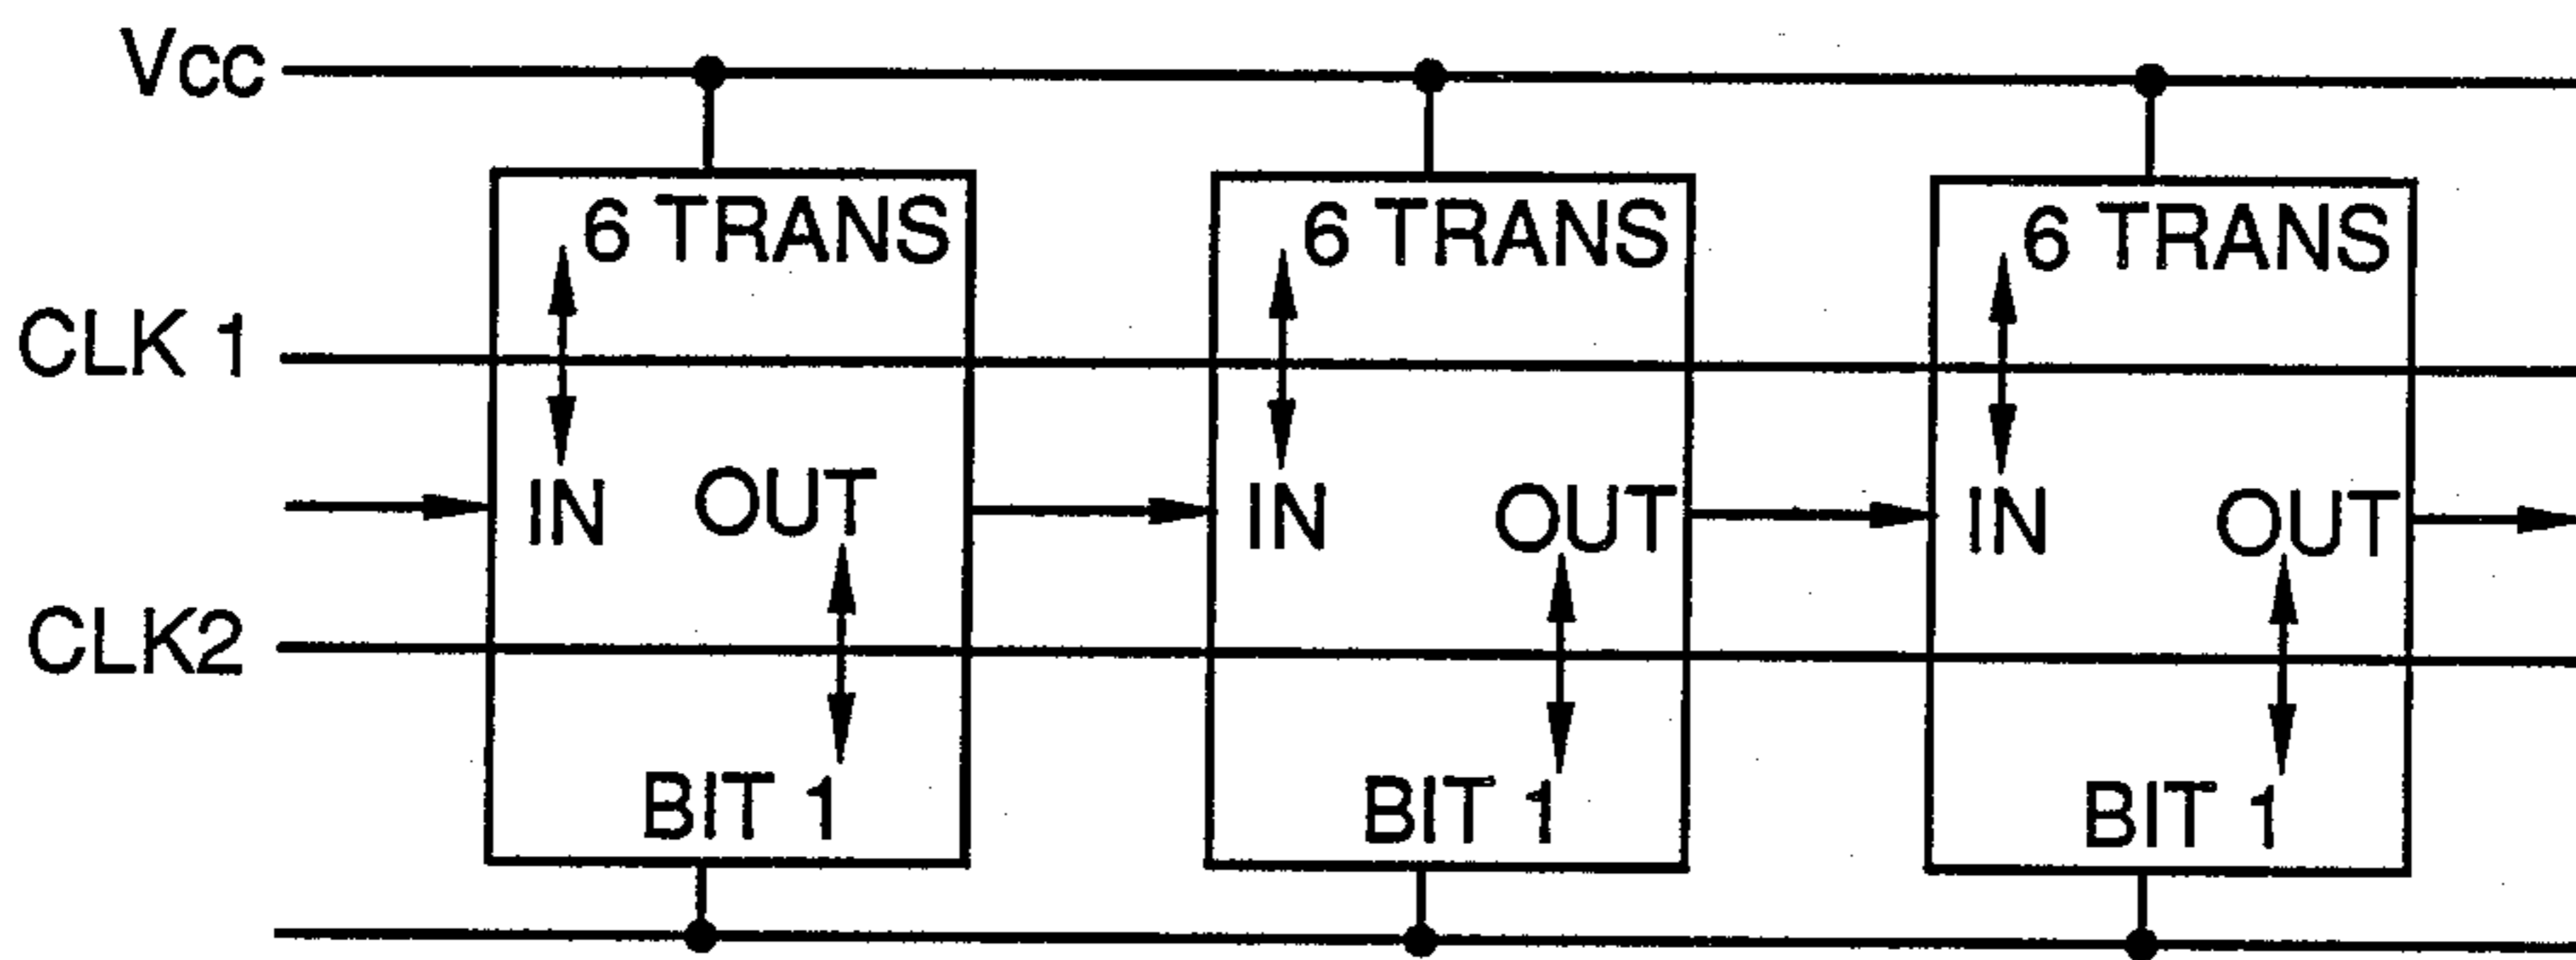 Vcc
6 TRANS 6 TRANS 6 TRANS
CLK 1
IN OUT IN OUT IN OUT
CLK2
BIT 1 BIT 1 BIT 1